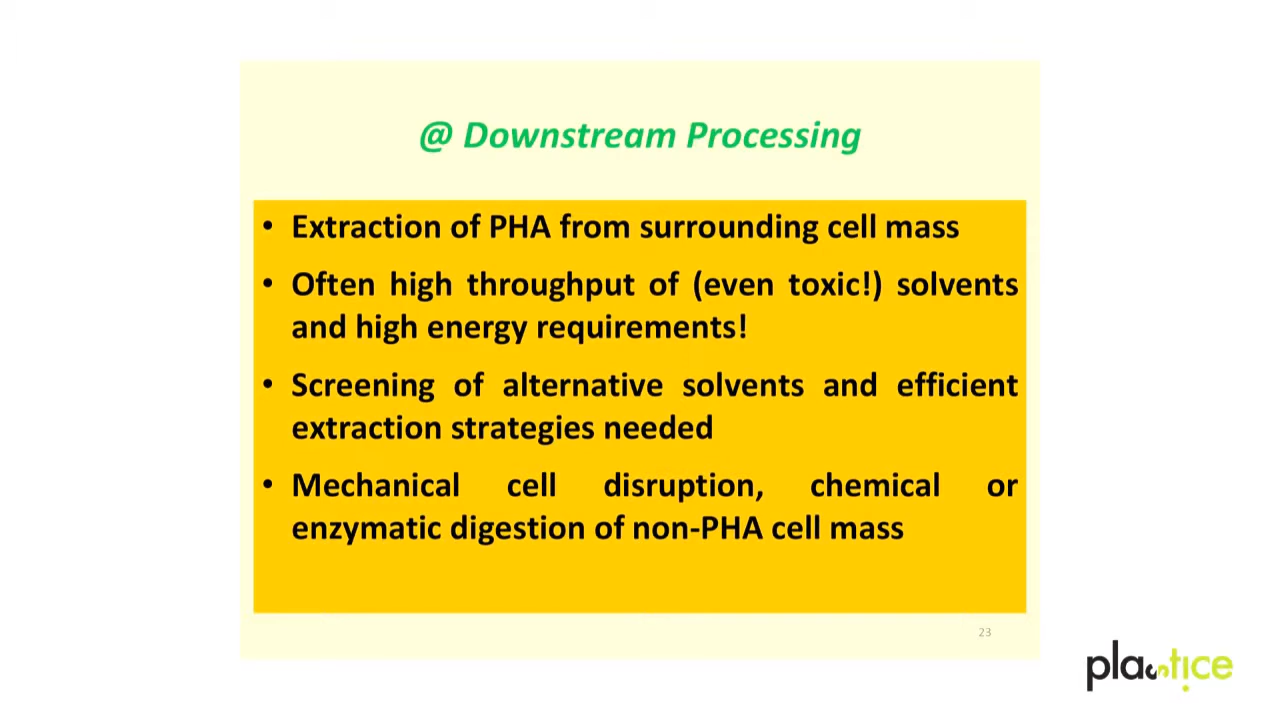 @ Downstream Processing
• Extraction of PHA from surrounding cell mass
• Often high throughput of (even toxic!) solvents
and high energy requirements!
• Screening of alternative solvents and efficient
extraction strategies needed
• Mechanical cell disruption, chemical or
enzymatic digestion of non-PHA cell mass
23
plastice